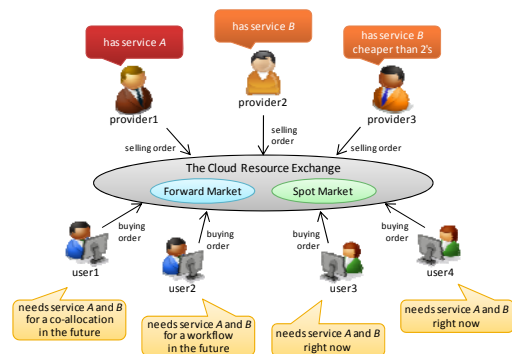 has service A
has service B
has service B
cheaper than 2's
provider1
provider2
provider3
selling order
selling order
selling order
The Cloud Resource Exchange
Forward Market
Spot Market
buying
order
buying
order
buying
order
buying
order
user1
user2
user3
user4
needs service A and B
for a co-allocation
in the future
needs service A and B
for a workflow
in the future
needs service A and B
right now
needs service A and B
right now